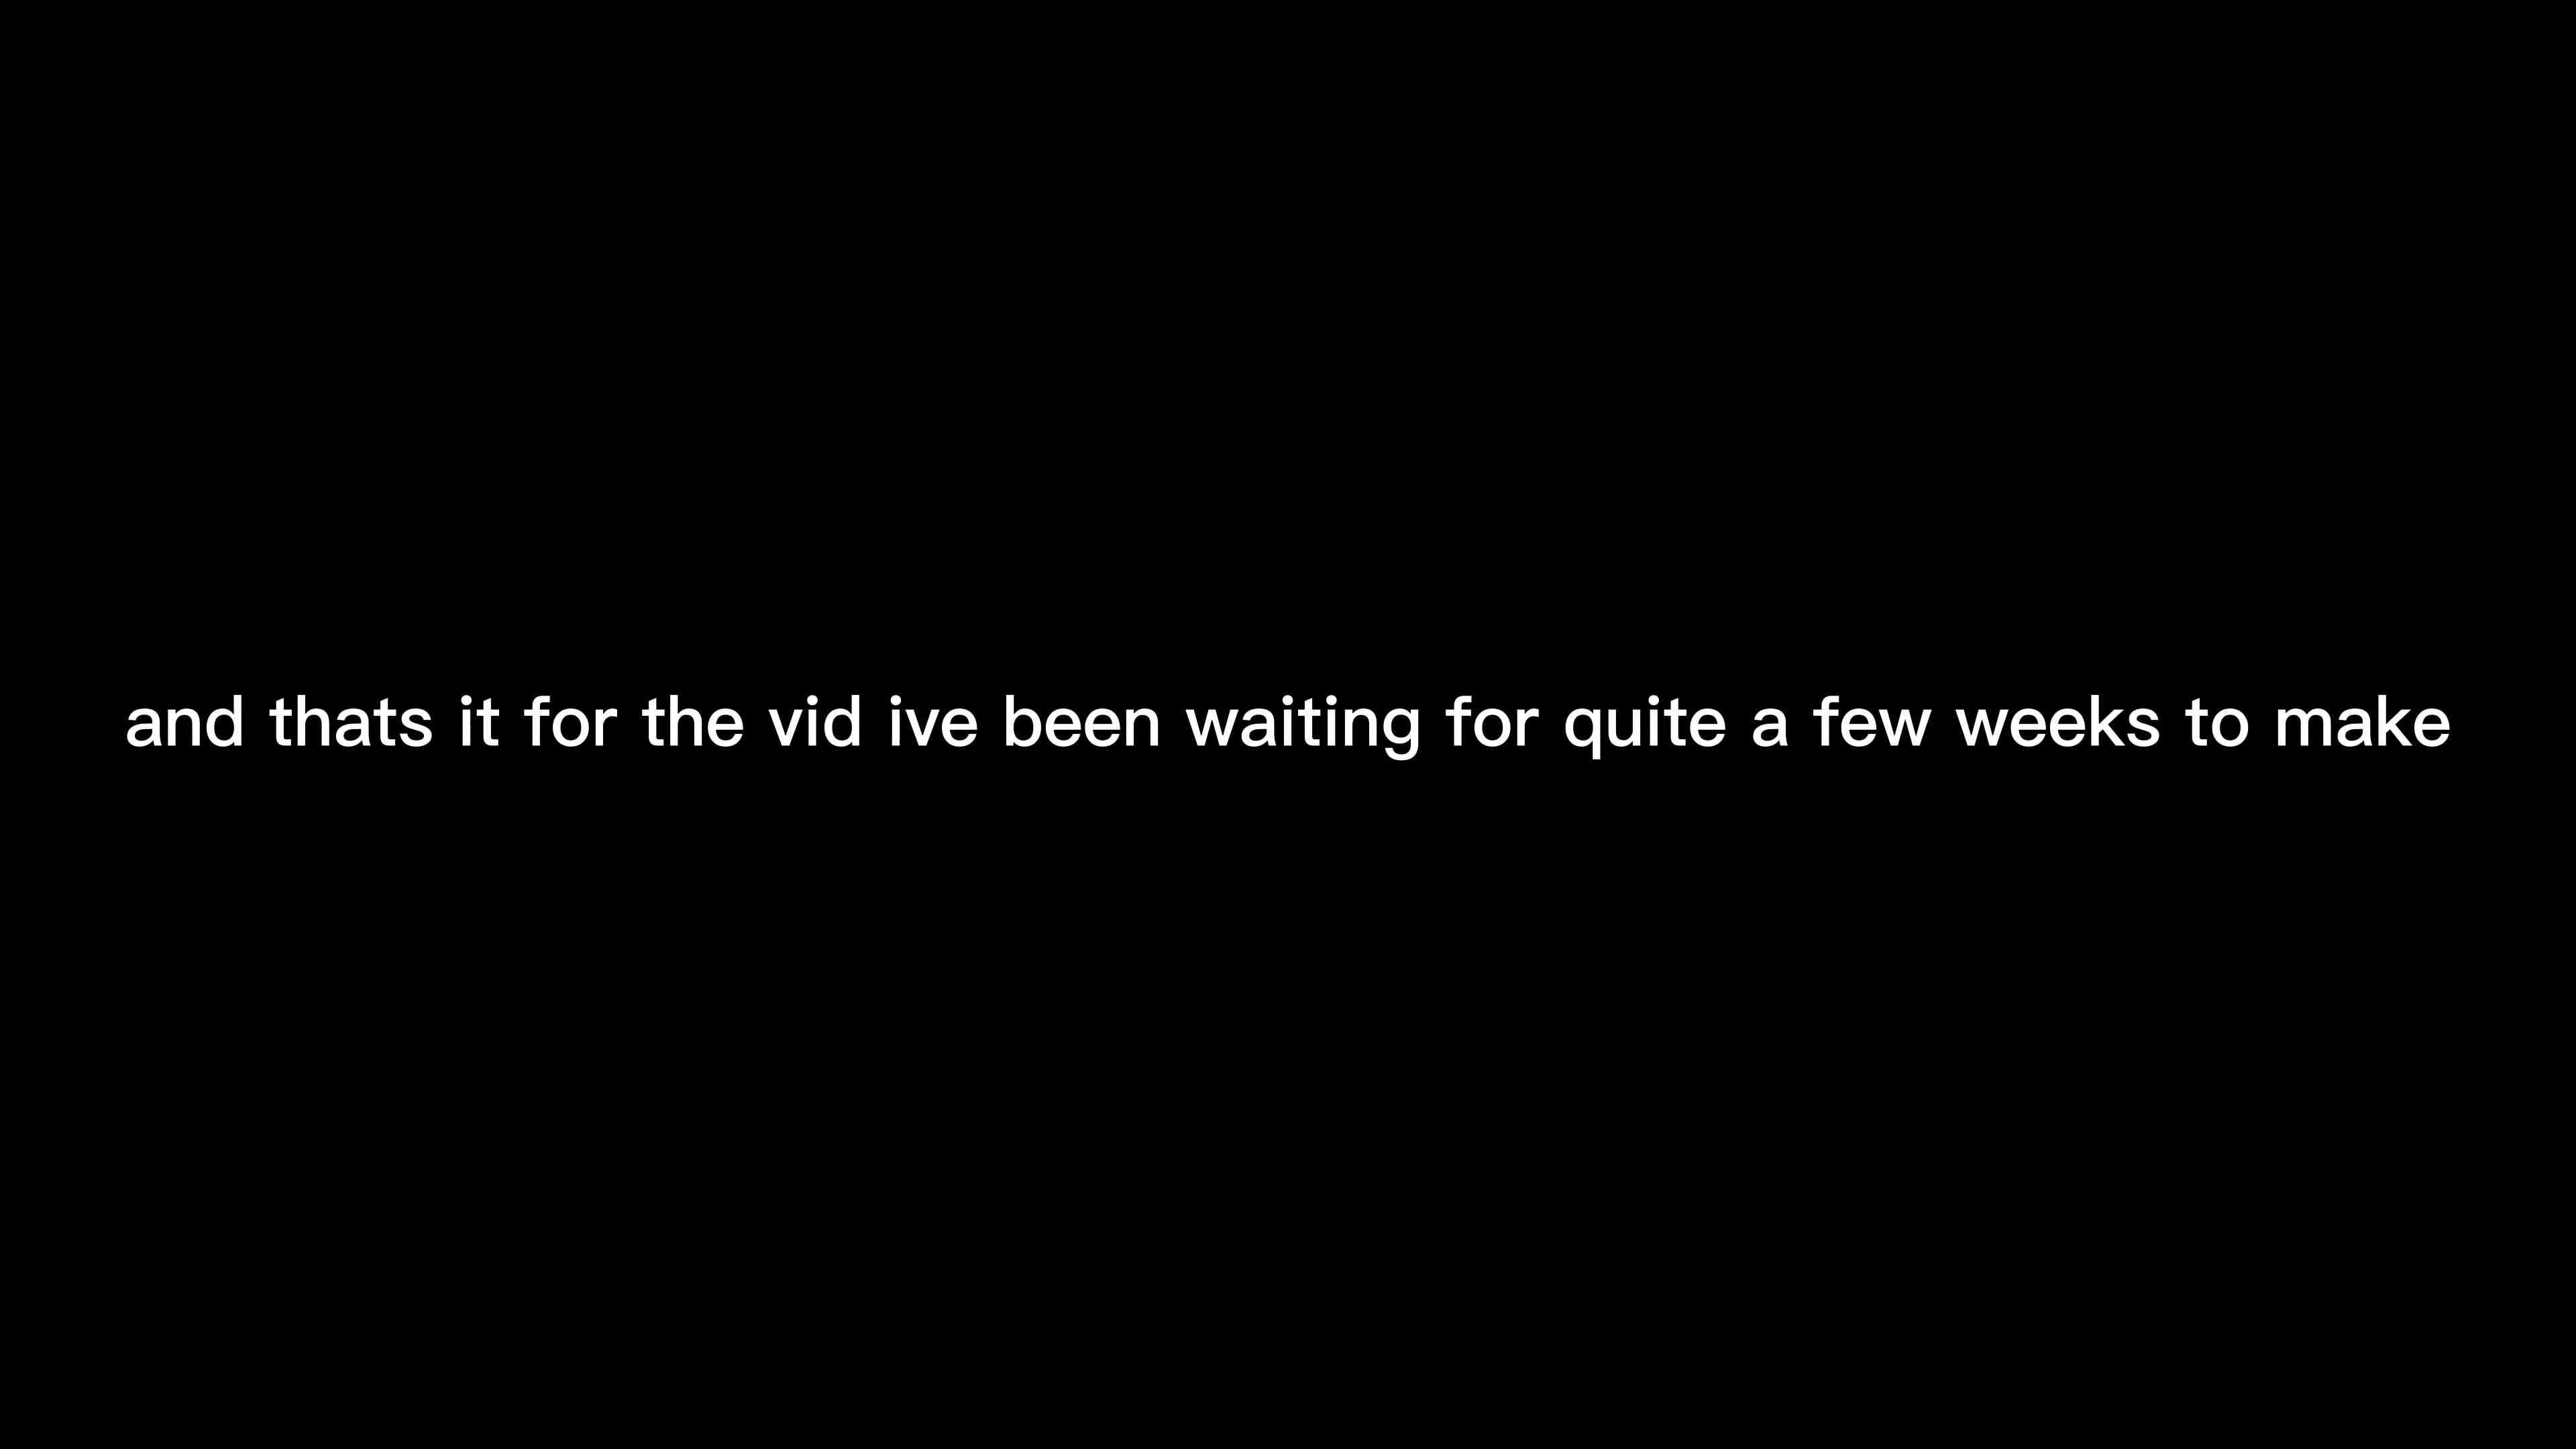 and thats it for the vid ive been waiting for quite a few weeks to make